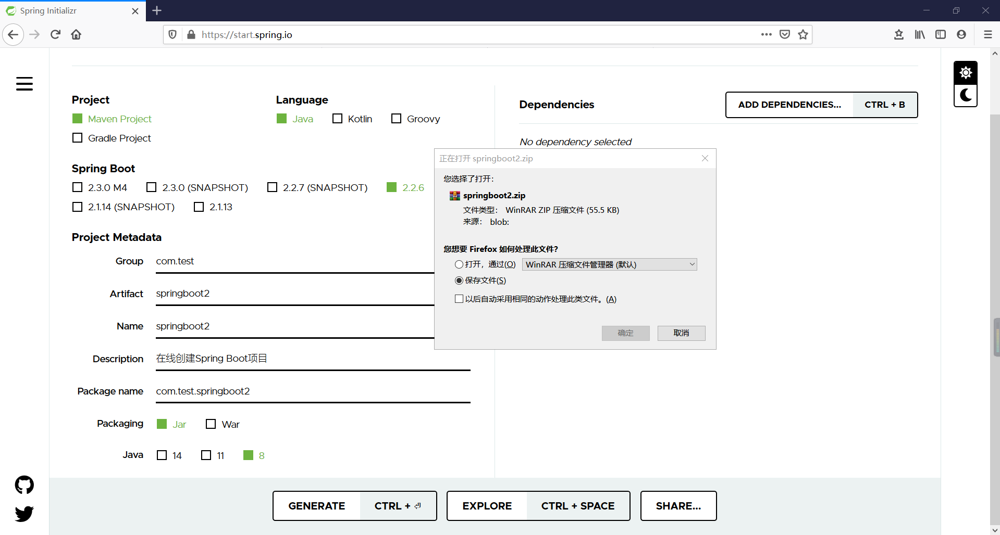 Spring Initializr
https://start.spring.io
Project
Maven Project
Gradle Project
Language
Java Kotlin Groovy
Spring Boot
2.3.0 M4 2.3.0 (SNAPSHOT) 2.2.7 (SNAPSHOT) 2.2.6
2.1.14 (SNAPSHOT) 2.1.13
Project Metadata
Group com.test
Artifact springboot2
Name springboot2
Description 在线创建Spring Boot项目
Package name com.test.springboot2
Packaging Jar War
Java 14 11 8
Dependencies
ADD DEPENDENCIES... CTRL + B
No dependency selected
正在打开 springboot2.zip
您选择了打开：
springboot2.zip
文件类型： WinRAR ZIP 压缩文件 (55.5 KB)
来源： blob:
您想要 Firefox 如何处理此文件?
打开，通过(O) WinRAR 压缩文件管理器 (默认)
保存文件(S)
以后自动采用相同的动作处理此类文件。(A)
确定 取消
GENERATE CTRL + ⏎ EXPLORE CTRL + SPACE SHARE...